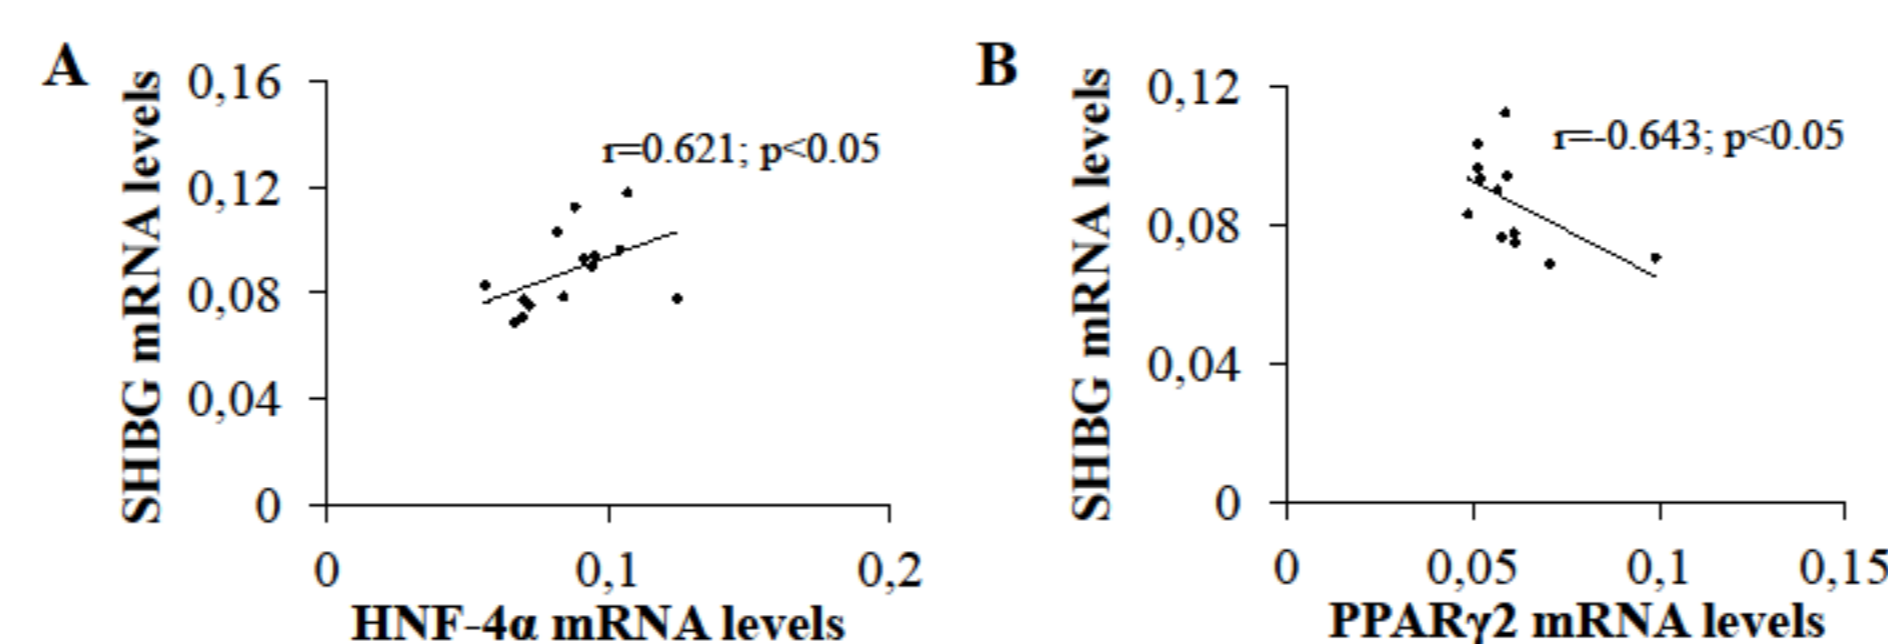 A
SHBG mRNA levels
0,16
0,12
0,08
0,04
0
r=0.621; p<0.05
0
0,1
0,2
HNF-4α mRNA levels
B
SHBG mRNA levels
0,12
0,08
0,04
0
r=-0.643; p<0.05
0
0,05
0,1
0,15
PPARγ2 mRNA levels